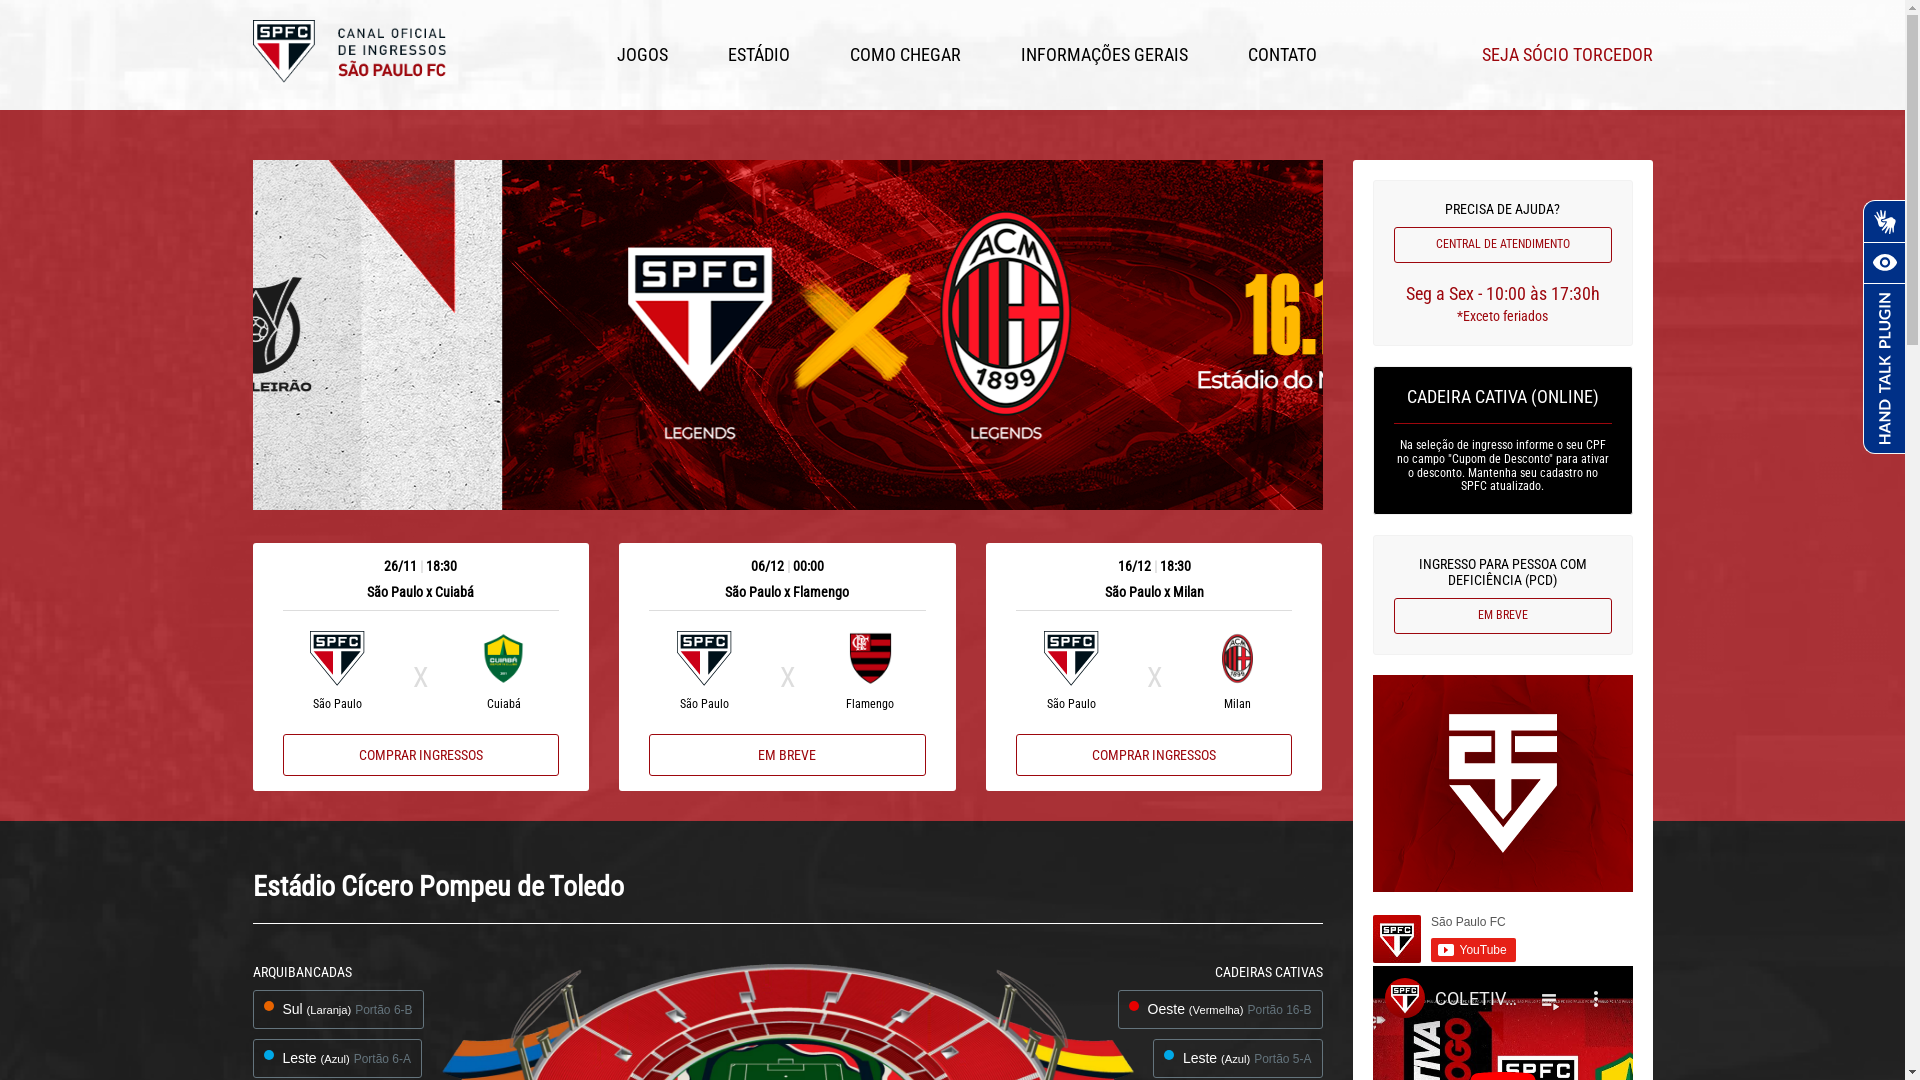 SPFC
CANAL OFICIAL
DE INGRESSOS
SÃO PAULO FC
JOGOS
ESTÁDIO
COMO CHEGAR
INFORMAÇÕES GERAIS
CONTATO
SEJA SÓCIO TORCEDOR
LEIRÃO
SPFC
LEGENDS
ACM
1899
LEGENDS
16.1
Estádio do
PRECISA DE AJUDA?
CENTRAL DE ATENDIMENTO
Seg a Sex - 10:00 às 17:30h
*Exceto feriados
CADEIRA CATIVA (ONLINE)
Na seleção de ingresso informe o seu CPF
no campo "Cupom de Desconto" para ativar
o desconto. Mantenha seu cadastro no
SPFC atualizado.
INGRESSO PARA PESSOA COM
DEFICIÊNCIA (PCD)
EM BREVE
HAND TALK PLUGIN
26/11 | 18:30
São Paulo x Cuiabá
SPFC
X
CUIABÁ
São Paulo
Cuiabá
COMPRAR INGRESSOS
06/12 | 00:00
São Paulo x Flamengo
SPFC
X
São Paulo
Flamengo
EM BREVE
16/12 | 18:30
São Paulo x Milan
SPFC
X
São Paulo
Milan
COMPRAR INGRESSOS
São Paulo FC
SPFC
YouTube
SPFC
COLETIV...
SPFC
Estádio Cícero Pompeu de Toledo
ARQUIBANCADAS
Sul (Laranja) Portão 6-B
Leste (Azul) Portão 6-A
CADEIRAS CATIVAS
Oeste (Vermelha) Portão 16-B
Leste (Azul) Portão 5-A